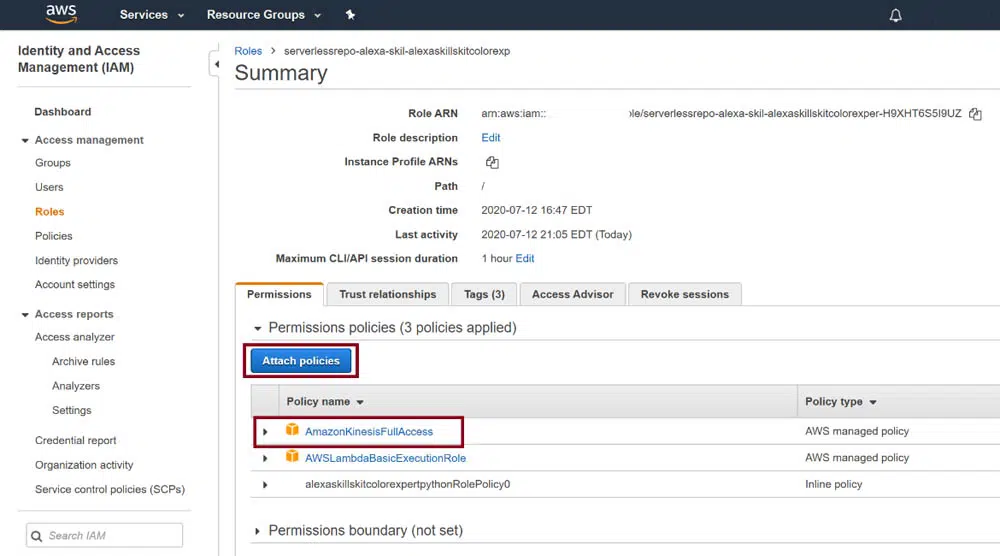 aws
Services
Resource Groups
Identity and Access
Management (IAM)
Dashboard
Access management
Groups
Users
Roles
Policies
Identity providers
Account settings
Access reports
Access analyzer
Archive rules
Analyzers
Settings
Credential report
Organization activity
Service control policies (SCPs)
Search IAM
Roles > serverlessrepo-alexa-skil-alexaskillskitcolorexp
Summary
Role ARN arn:aws:iam:: ole/serverlessrepo-alexa-skil-alexaskillskitcolorexper-H9XHT6S5I9UZ
Role description Edit
Instance Profile ARNs
Path /
Creation time 2020-07-12 16:47 EDT
Last activity 2020-07-12 21:05 EDT (Today)
Maximum CLI/API session duration 1 hour Edit
Permissions Trust relationships Tags (3) Access Advisor Revoke sessions
Permissions policies (3 policies applied)
Attach policies
Policy name Policy type
AmazonKinesisFullAccess AWS managed policy
AWSLambdaBasicExecutionRole AWS managed policy
alexaskillskitcolorexpertpythonRolePolicy0 Inline policy
Permissions boundary (not set)